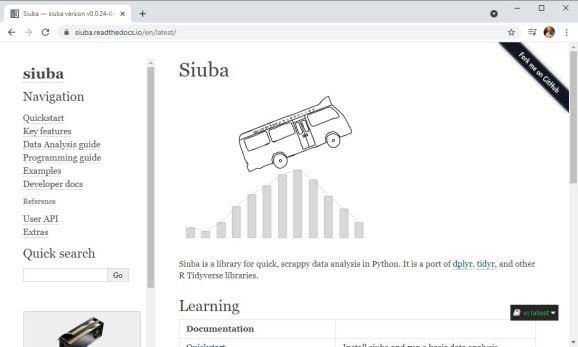 Siuba — siuba version v0.0.24-6
siuba.readthedocs.io/en/latest/
Fork me on GitHub
siuba
Navigation
Quickstart
Key features
Data Analysis guide
Programming guide
Examples
Developer docs
Reference
User API
Extras
Quick search
Go
Siuba
Siuba is a library for quick, scrappy data analysis in Python. It is a port of dplyr, tidyr, and other
R Tidyverse libraries.
Learning
Documentation
Quickstart
Install siuba and run a basic data analysis
v: latest